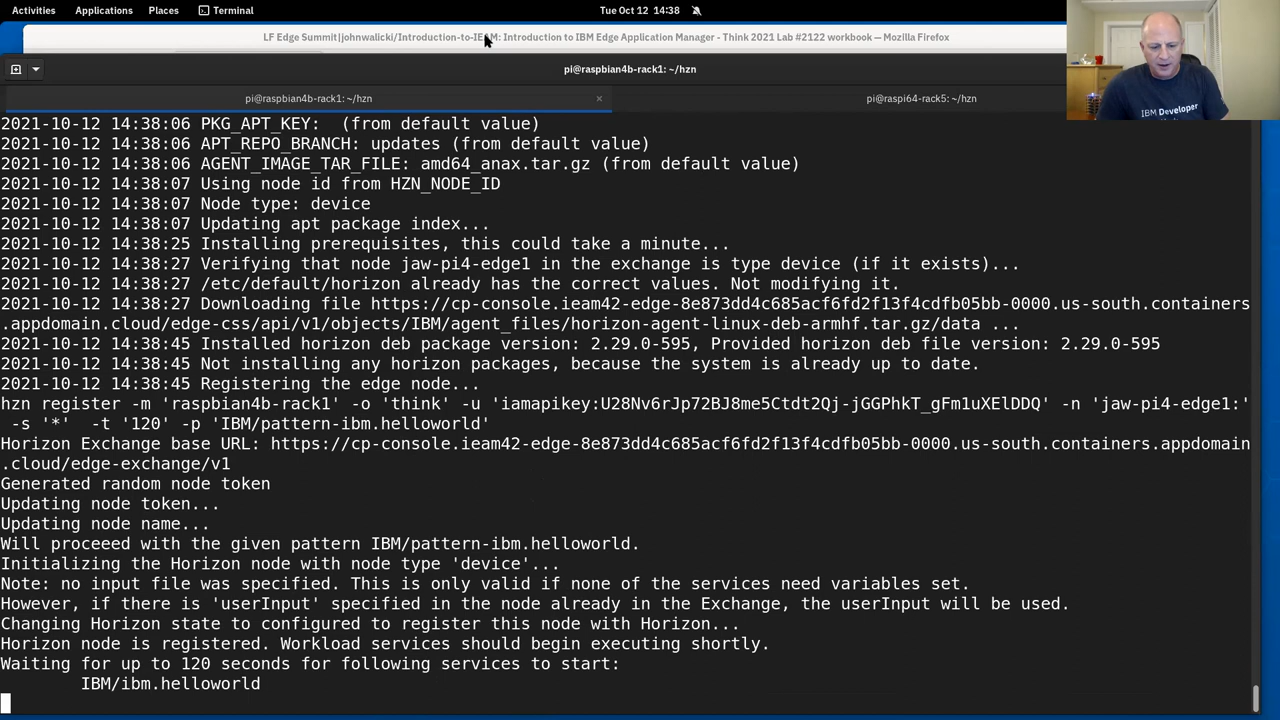 Activities Applications Places Terminal Tue Oct 12 14:38
LF Edge Summit|johnwalicki/Introduction-to-IEAM: Introduction to IBM Edge Application Manager - Think 2021 Lab #2122 workbook — Mozilla Firefox
pi@raspbian4b-rack1: ~/hzn
pi@raspbian4b-rack1: ~/hzn × pi@raspi64-rack5: ~/hzn
IBM Developer
2021-10-12 14:38:06 PKG_APT_KEY:  (from default value)
2021-10-12 14:38:06 APT_REPO_BRANCH: updates (from default value)
2021-10-12 14:38:06 AGENT_IMAGE_TAR_FILE: amd64_anax.tar.gz (from default value)
2021-10-12 14:38:07 Using node id from HZN_NODE_ID
2021-10-12 14:38:07 Node type: device
2021-10-12 14:38:07 Updating apt package index...
2021-10-12 14:38:25 Installing prerequisites, this could take a minute...
2021-10-12 14:38:27 Verifying that node jaw-pi4-edge1 in the exchange is type device (if it exists)...
2021-10-12 14:38:27 /etc/default/horizon already has the correct values. Not modifying it.
2021-10-12 14:38:27 Downloading file https://cp-console.ieam42-edge-8e873dd4c685acf6fd2f13f4cdfb05bb-0000.us-south.containers
.appdomain.cloud/edge-css/api/v1/objects/IBM/agent_files/horizon-agent-linux-deb-armhf.tar.gz/data ...
2021-10-12 14:38:45 Installed horizon deb package version: 2.29.0-595, Provided horizon deb file version: 2.29.0-595
2021-10-12 14:38:45 Not installing any horizon packages, because the system is already up to date.
2021-10-12 14:38:45 Registering the edge node...
hzn register -m 'raspbian4b-rack1' -o 'think' -u 'iamapikey:U28Nv6rJp72BJ8me5Ctdt2Qj-jGGPhkT_gFm1uXElDDQ' -n 'jaw-pi4-edge1:'
-s '*'  -t '120' -p 'IBM/pattern-ibm.helloworld'
Horizon Exchange base URL: https://cp-console.ieam42-edge-8e873dd4c685acf6fd2f13f4cdfb05bb-0000.us-south.containers.appdomain
.cloud/edge-exchange/v1
Generated random node token
Updating node token...
Updating node name...
Will proceeed with the given pattern IBM/pattern-ibm.helloworld.
Initializing the Horizon node with node type 'device'...
Note: no input file was specified. This is only valid if none of the services need variables set.
However, if there is 'userInput' specified in the node already in the Exchange, the userInput will be used.
Changing Horizon state to configured to register this node with Horizon...
Horizon node is registered. Workload services should begin executing shortly.
Waiting for up to 120 seconds for following services to start:
IBM/ibm.helloworld